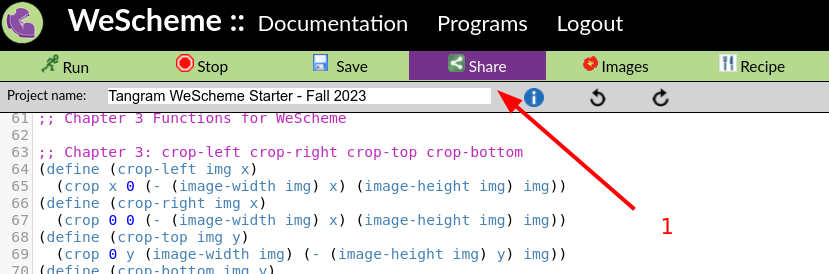 WeScheme :: Documentation Programs Logout
Run Stop Save Share Images Recipe
Project name: Tangram WeScheme Starter - Fall 2023
61 ;; Chapter 3 Functions for WeScheme
62
63 ;; Chapter 3: crop-left crop-right crop-top crop-bottom
64 (define (crop-left img x)
65 (crop x 0 (- (image-width img) x) (image-height img) img))
66 (define (crop-right img x)
67 (crop 0 0 (- (image-width img) x) (image-height img) img))
68 (define (crop-top img y)
69 (crop 0 y (image-width img) (- (image-height img) y) img))
70 (define (crop-bottom img y)
1